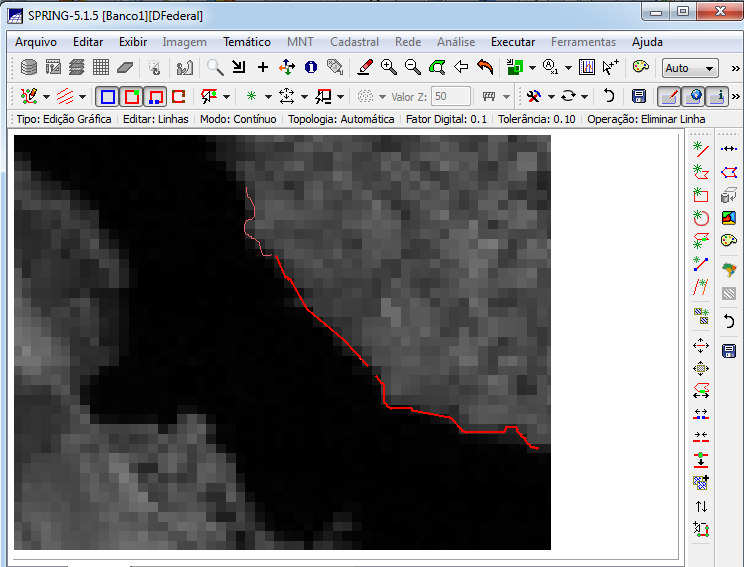 SPRING-5.1.5 [Banco1][DFederal]
Arquivo Editar Exibir Imagem Temático MNT Cadastral Rede Análise Executar Ferramentas Ajuda
Auto »
Valor Z: 50 »
Tipo: Edição Gráfica Editar: Linhas Modo: Contínuo Topologia: Automática Fator Digital: 0.1 Tolerância: 0.10 Operação: Eliminar Linha